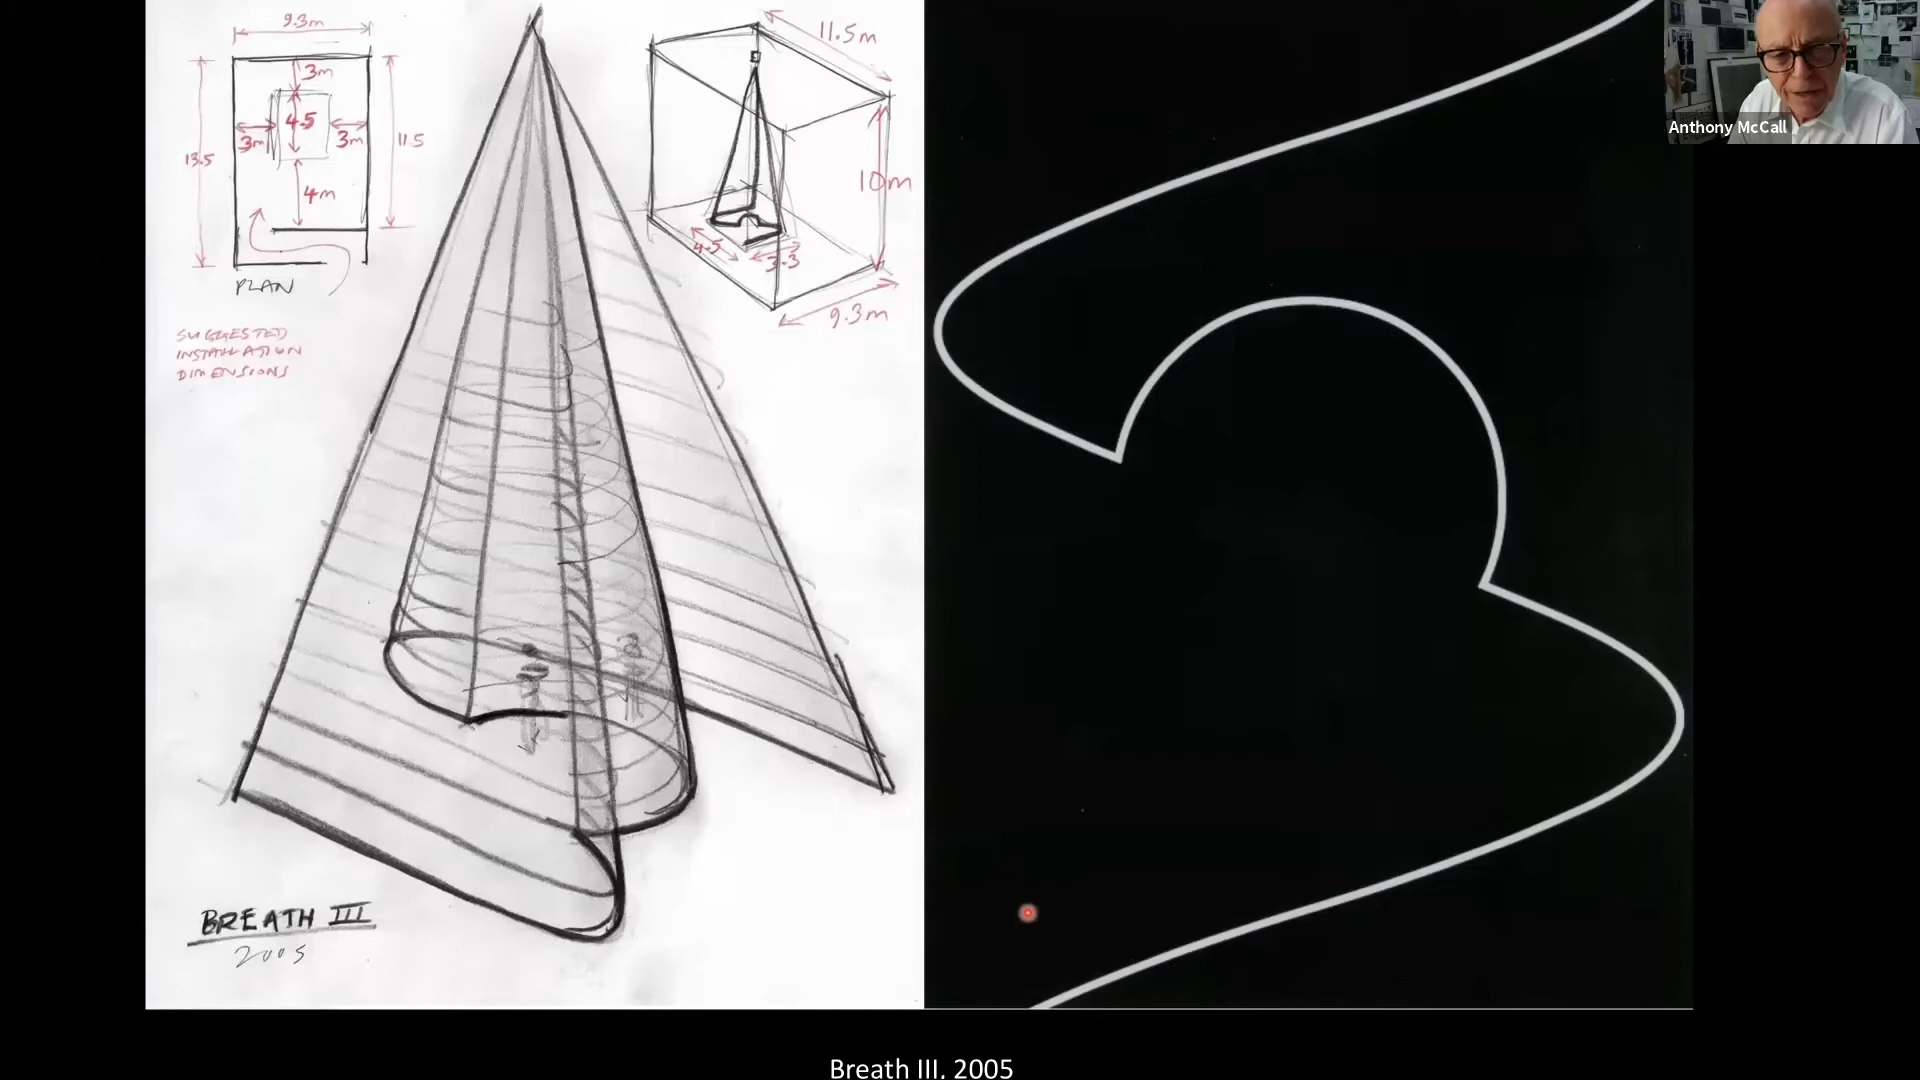 9.3m
3m
4.5
3m
3m
13.5
11.5
4m
PLAN
SUGGESTED
INSTALLATION
DIMENSIONS
11.5m
10m
4.5
3.3
9.3m
BREATH III
2005
Anthony McCall
Breath III. 2005